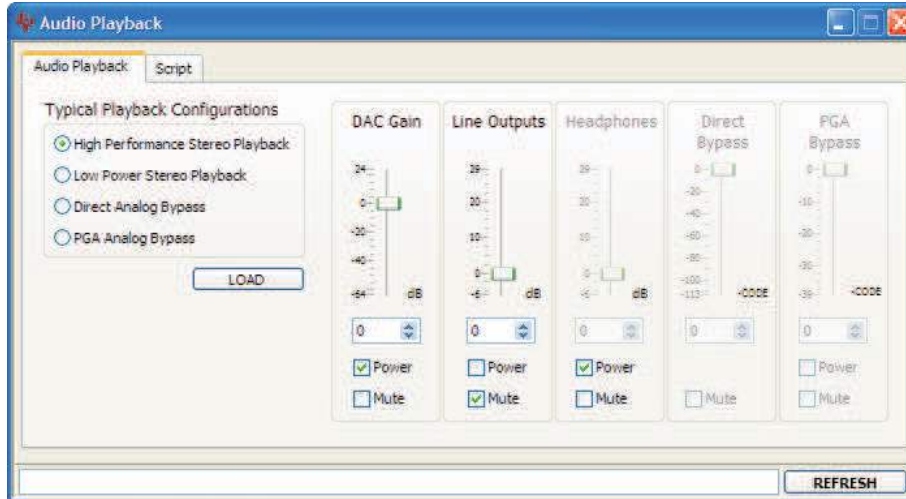 Audio Playback
Audio Playback
Script
Typical Playback Configurations
High Performance Stereo Playback
Low Power Stereo Playback
Direct Analog Bypass
PGA Analog Bypass
LOAD
DAC Gain
24
0
-20
-40
-64
dB
0
Power
Mute
Line Outputs
29
20
10
0
-6
dB
0
Power
Mute
Headphones
29
20
10
0
-6
dB
0
Power
Mute
Direct
Bypass
0
-20
-40
-60
-80
-100
-113
-CODE
0
Mute
PGA
Bypass
0
-10
-20
-30
-39
-CODE
0
Power
Mute
REFRESH